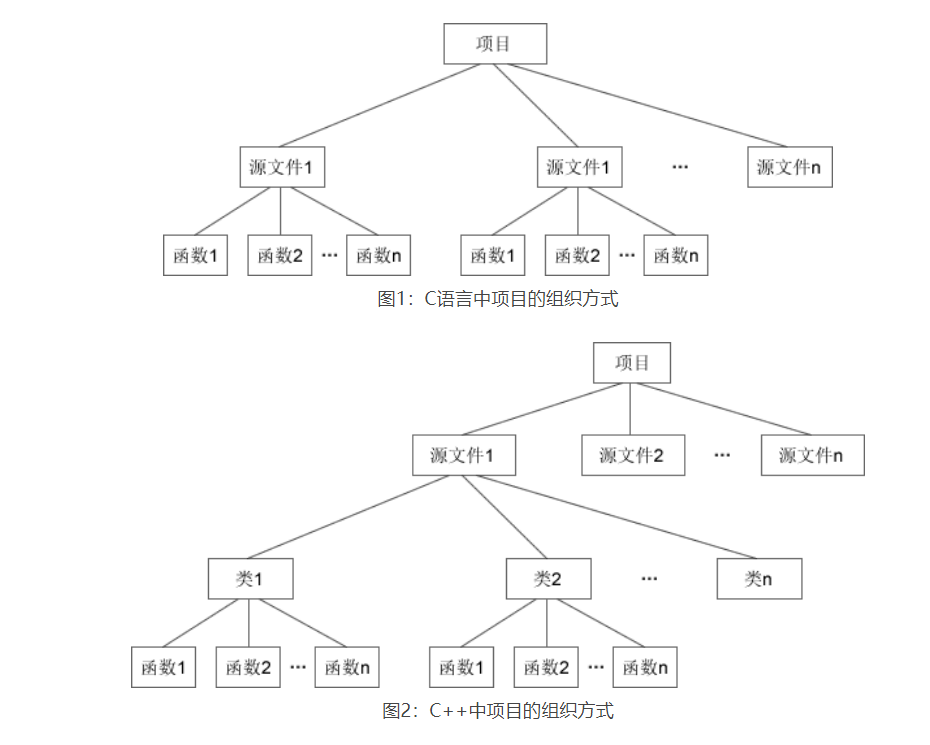 项目
源文件1 源文件1 ... 源文件n
函数1 函数2 ... 函数n 函数1 函数2 ... 函数n
图1：C语言中项目的组织方式
项目
源文件1 源文件2 ... 源文件n
类1 类2 ... 类n
函数1 函数2 ... 函数n 函数1 函数2 ... 函数n
图2：C++中项目的组织方式